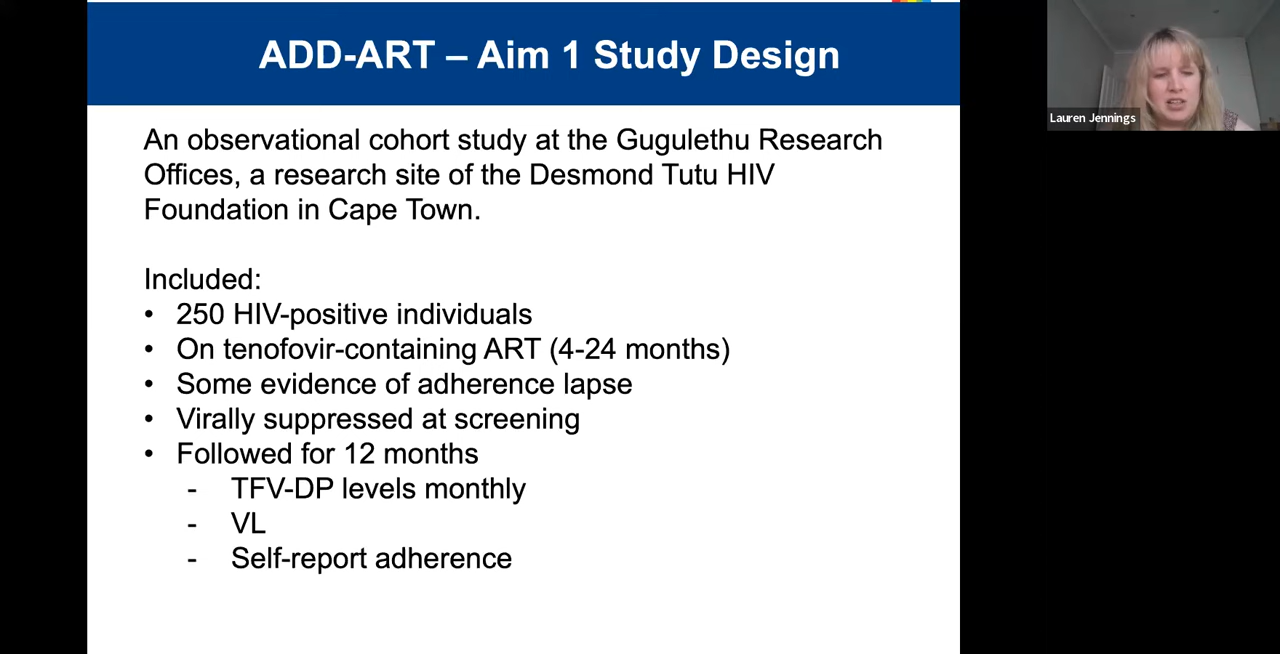 ADD-ART – Aim 1 Study Design
An observational cohort study at the Gugulethu Research
Offices, a research site of the Desmond Tutu HIV
Foundation in Cape Town.
Included:
• 250 HIV-positive individuals
• On tenofovir-containing ART (4-24 months)
• Some evidence of adherence lapse
• Virally suppressed at screening
• Followed for 12 months
- TFV-DP levels monthly
- VL
- Self-report adherence
Lauren Jennings